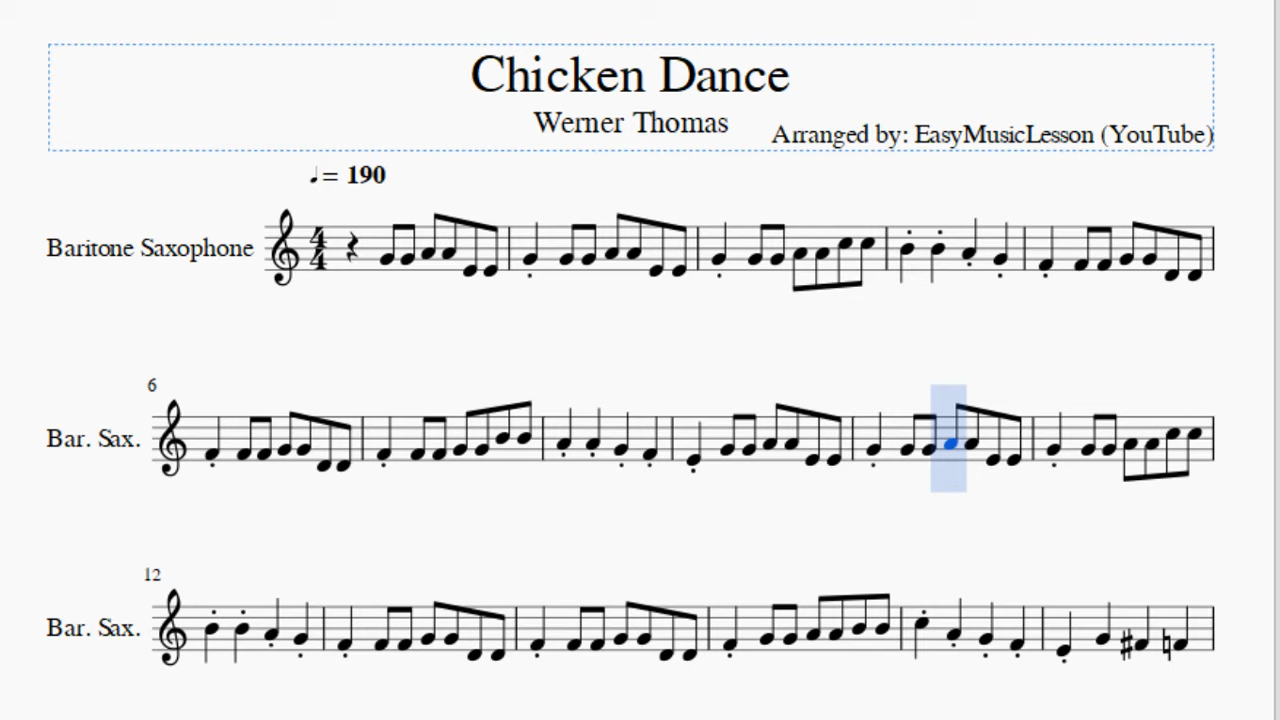 Chicken Dance
Werner Thomas
Arranged by: EasyMusicLesson (YouTube)
♩ = 190
Baritone Saxophone
4
4
6
Bar. Sax.
12
Bar. Sax.